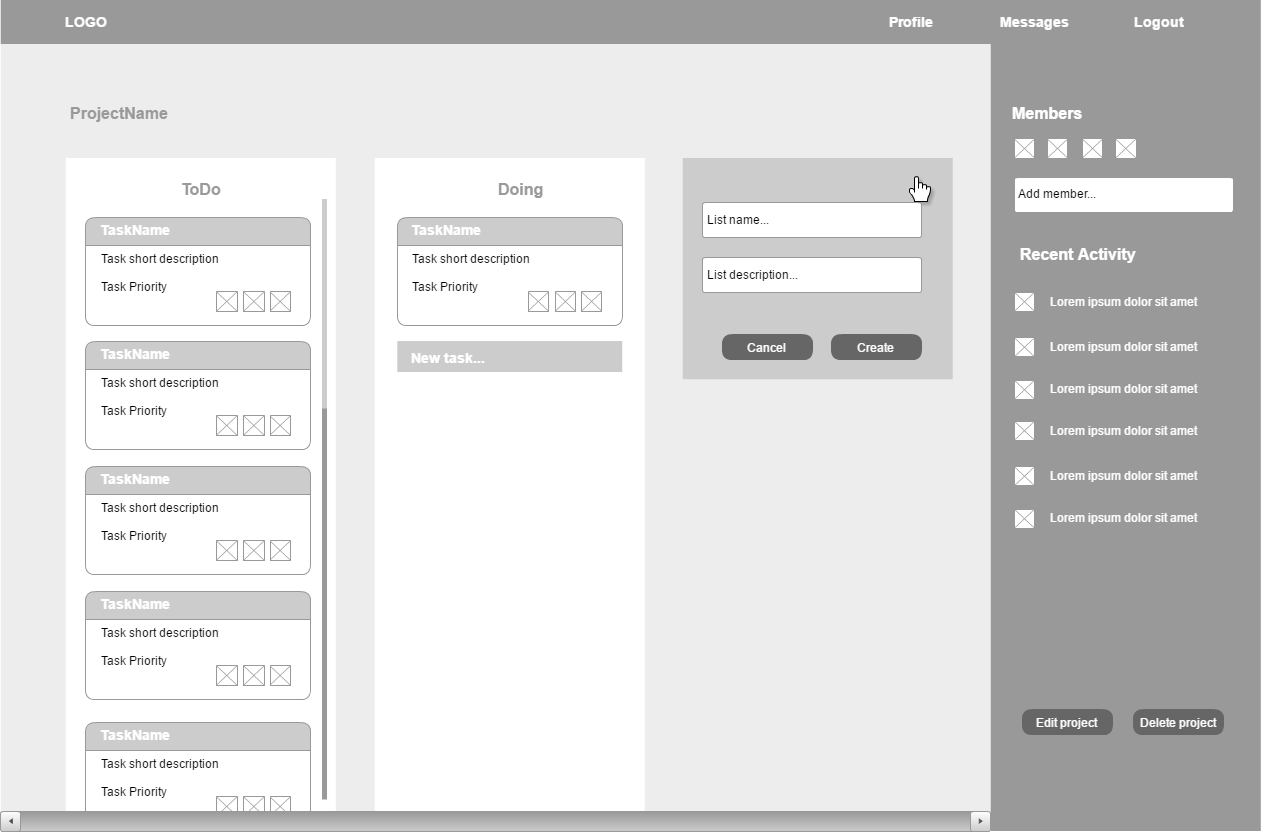 LOGO
Profile
Messages
Logout
ProjectName
ToDo
TaskName
Task short description
Task Priority
TaskName
Task short description
Task Priority
TaskName
Task short description
Task Priority
TaskName
Task short description
Task Priority
TaskName
Task short description
Task Priority
Doing
TaskName
Task short description
Task Priority
New task...
List name...
List description...
Cancel
Create
Members
Add member...
Recent Activity
Lorem ipsum dolor sit amet
Lorem ipsum dolor sit amet
Lorem ipsum dolor sit amet
Lorem ipsum dolor sit amet
Lorem ipsum dolor sit amet
Lorem ipsum dolor sit amet
Edit project
Delete project